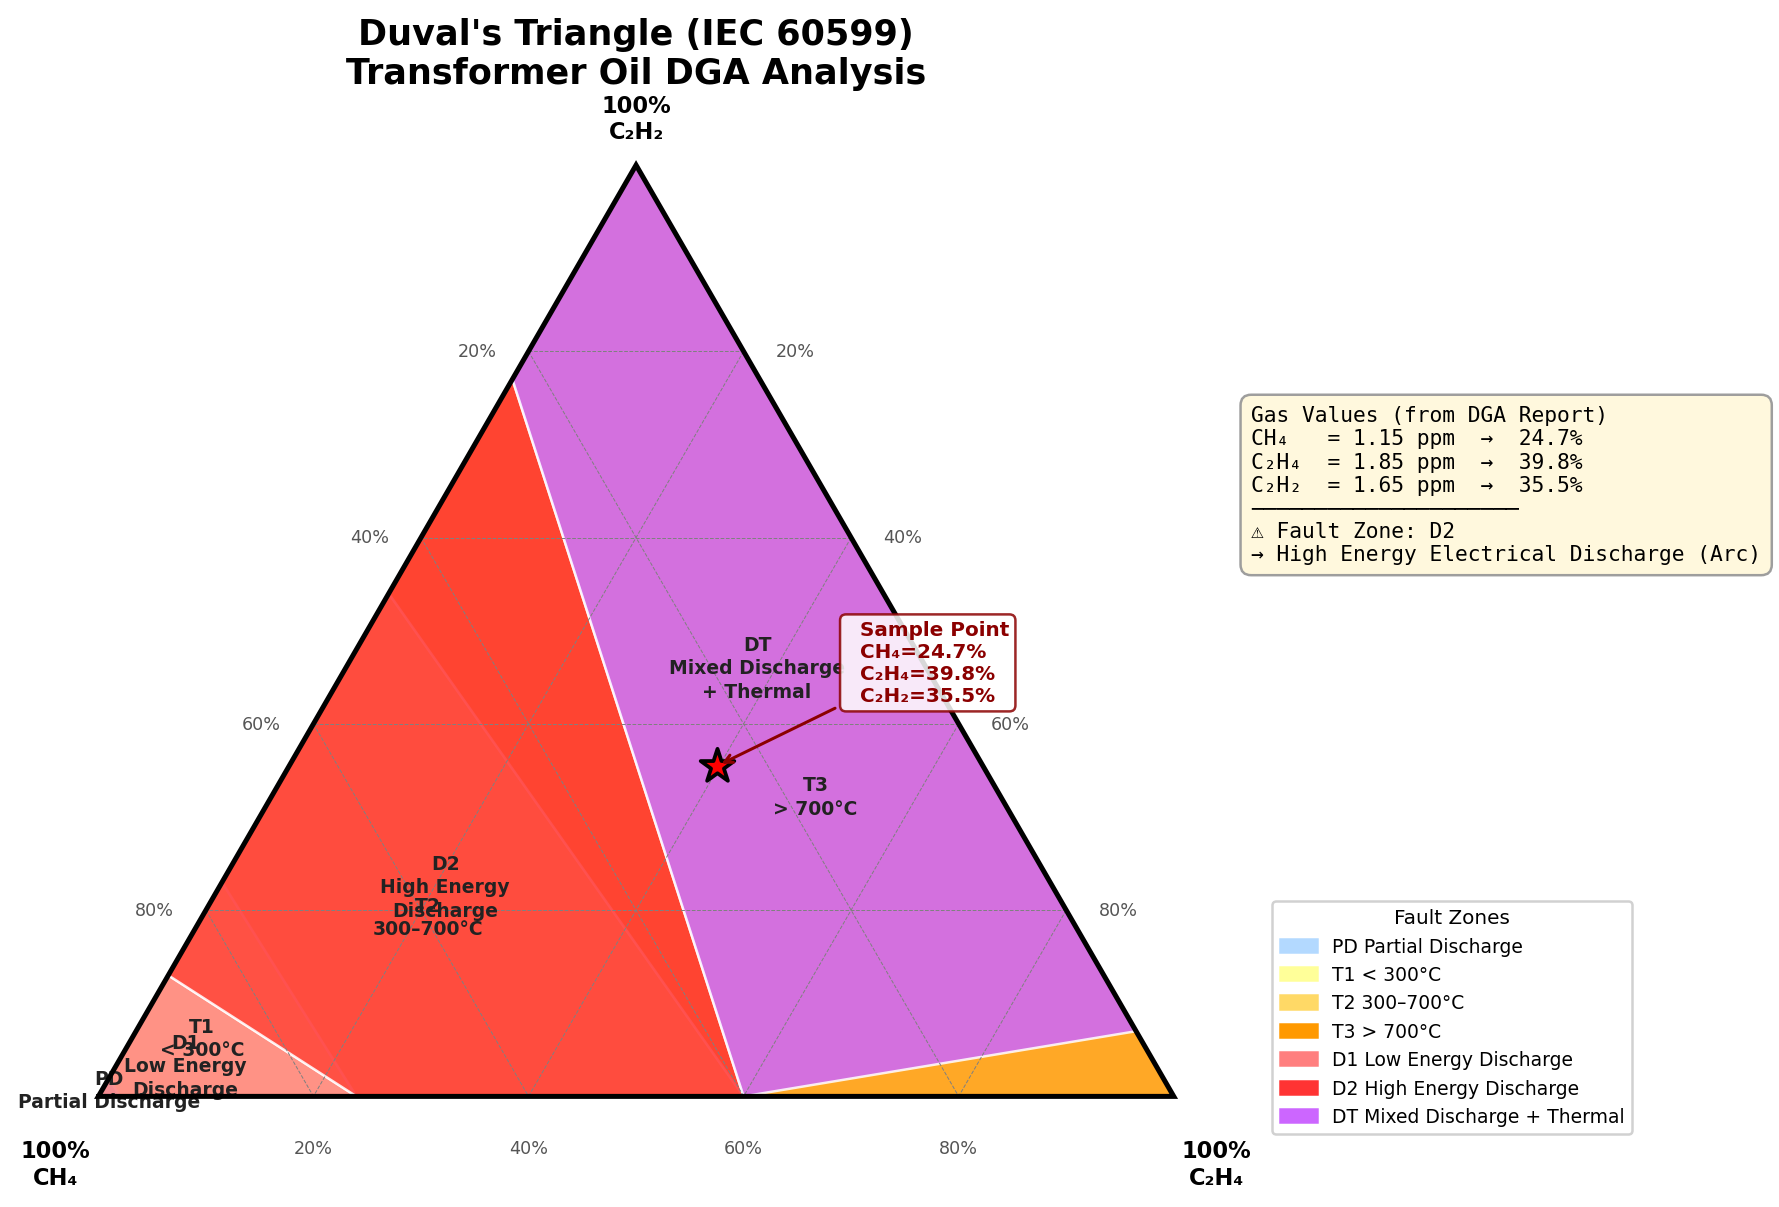 Duval's Triangle (IEC 60599)
Transformer Oil DGA Analysis
100%
C₂H₂
20%
20%
40%
40%
60%
60%
80%
80%
Gas Values (from DGA Report)
CH₄   = 1.15 ppm  →  24.7%
C₂H₄  = 1.85 ppm  →  39.8%
C₂H₂  = 1.65 ppm  →  35.5%
⚠ Fault Zone: D2
→ High Energy Electrical Discharge (Arc)
Sample Point
CH₄=24.7%
C₂H₄=39.8%
C₂H₂=35.5%
DT
Mixed Discharge
+ Thermal
T3
> 700°C
D2
High Energy
Discharge
T2
300–700°C
T1
< 300°C
D1
Low Energy
Discharge
PD
Partial Discharge
Fault Zones
PD Partial Discharge
T1 < 300°C
T2 300–700°C
T3 > 700°C
D1 Low Energy Discharge
D2 High Energy Discharge
DT Mixed Discharge + Thermal
100%
CH₄
20%
40%
60%
80%
100%
C₂H₄